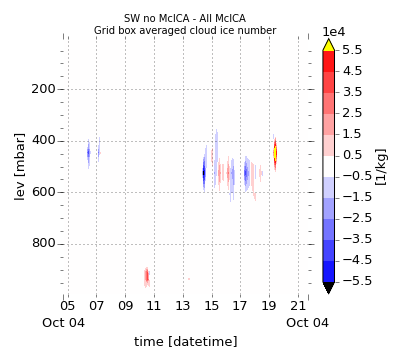 SW no McICA - All McICA
Grid box averaged cloud ice number
1e4
5.5
4.5
3.5
2.5
1.5
0.5
−0.5
−1.5
−2.5
−3.5
−4.5
−5.5
[1/kg]
lev [mbar]
200
400
600
800
05 07 09 11 13 15 17 19 21
Oct 04 Oct 04
time [datetime]